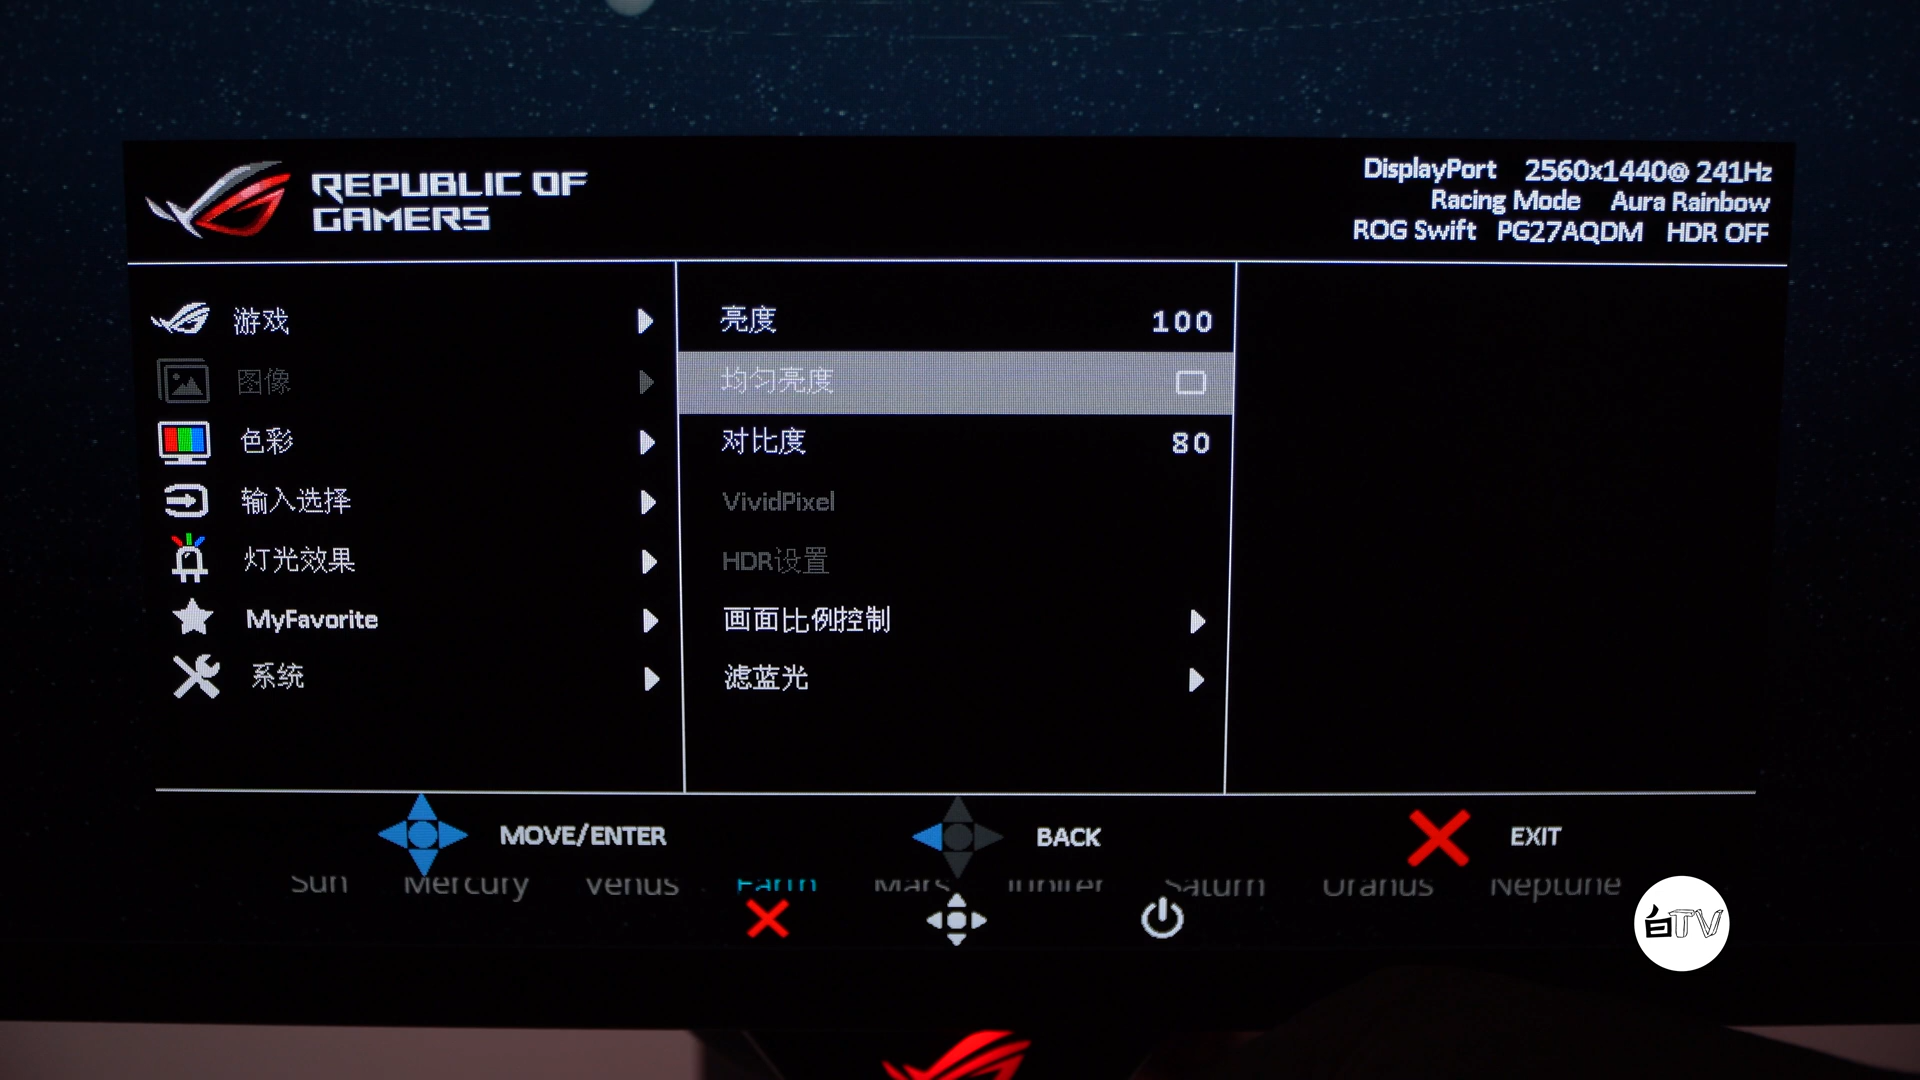 REPUBLIC OF
GAMERS
DisplayPort 2560x1440@ 241Hz
Racing Mode Aura Rainbow
ROG Swift PG27AQDM HDR OFF
游戏
图像
色彩
输入选择
灯光效果
MyFavorite
系统
亮度 100
均匀亮度
对比度 80
VividPixel
HDR设置
画面比例控制
滤蓝光
MOVE/ENTER BACK EXIT
Sun Mercury Venus Earth Mars Jupiter Saturn Uranus Neptune
白TV